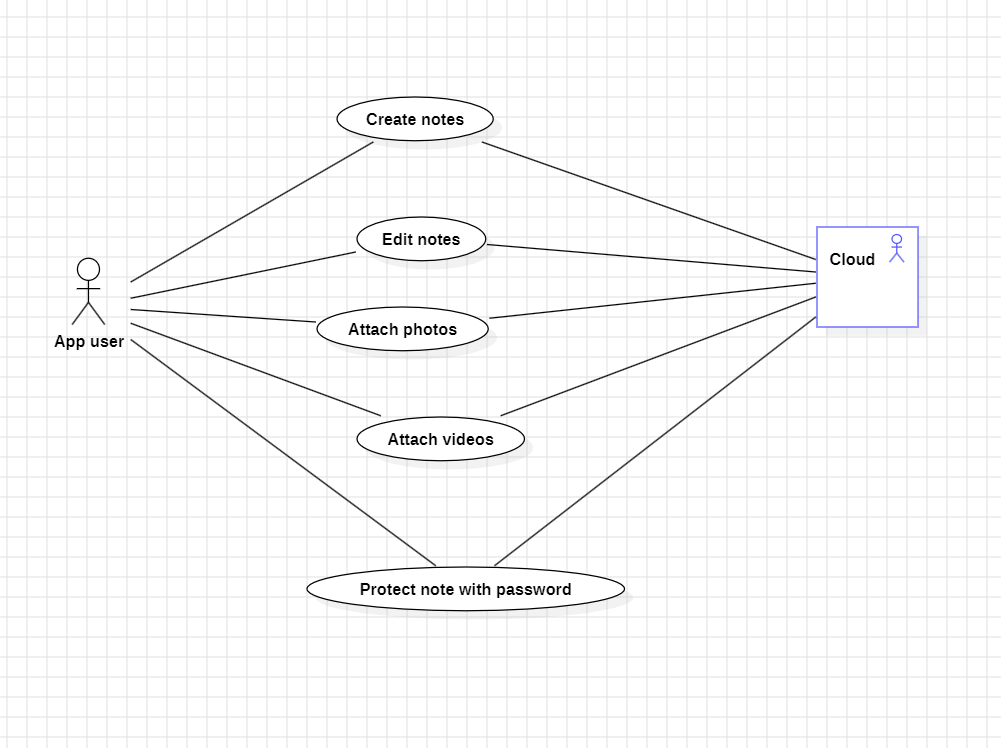 Create notes
Edit notes
Cloud
Attach photos
App user
Attach videos
Protect note with password